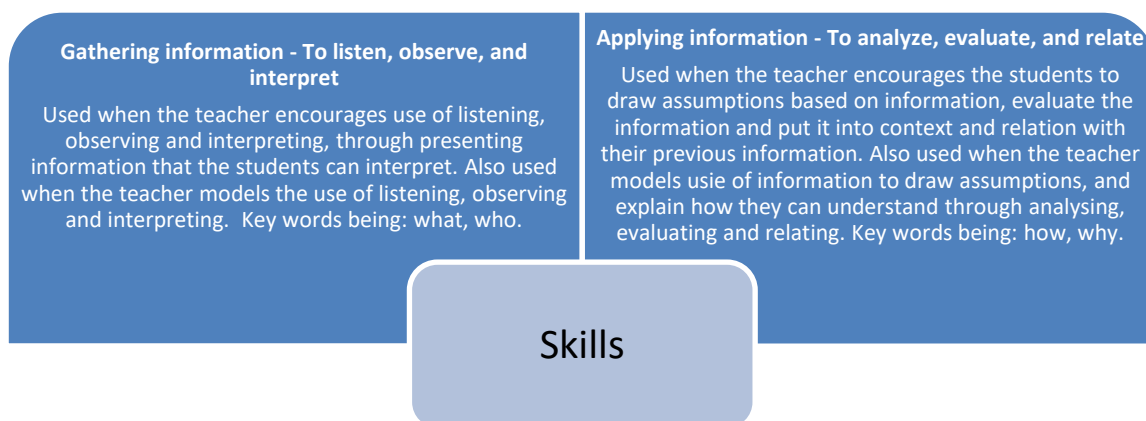 Gathering information - To listen, observe, and
interpret
Used when the teacher encourages use of listening,
observing and interpreting, through presenting
information that the students can interpret. Also used
when the teacher models the use of listening, observing
and interpreting.  Key words being: what, who.
Applying information - To analyze, evaluate, and relate
Used when the teacher encourages the students to
draw assumptions based on information, evaluate the
information and put it into context and relation with
their previous information. Also used when the teacher
models usie of information to draw assumptions, and
explain how they can understand through analysing,
evaluating and relating. Key words being: how, why.
Skills